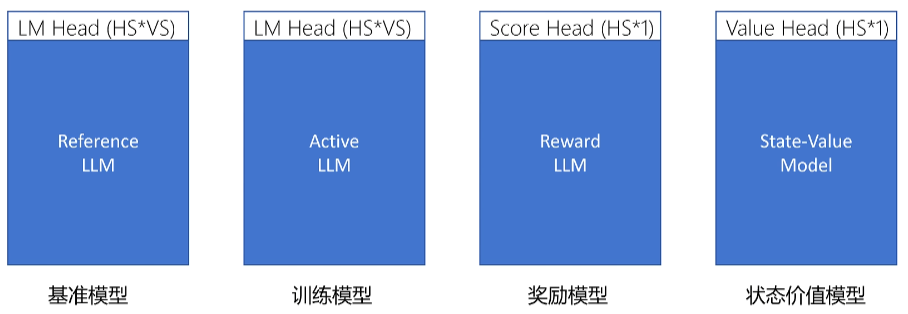 LM Head (HS*VS)
LM Head (HS*VS)
Score Head (HS*1)
Value Head (HS*1)
Reference
LLM
Active
LLM
Reward
LLM
State-Value
Model
基准模型
训练模型
奖励模型
状态价值模型